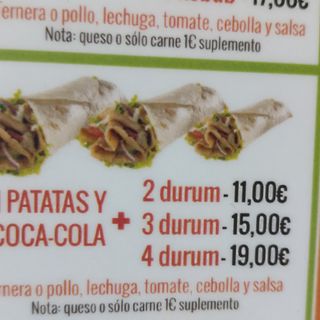 17,00€
ernera o pollo, lechuga, tomate, cebolla y salsa
Nota: queso o sólo carne 1€ suplemento
PATATAS Y
COCA-COLA
+
2 durum - 11,00€
3 durum - 15,00€
4 durum - 19,00€
ernera o pollo, lechuga, tomate, cebolla y salsa
Nota: queso o sólo carne 1€ suplemento